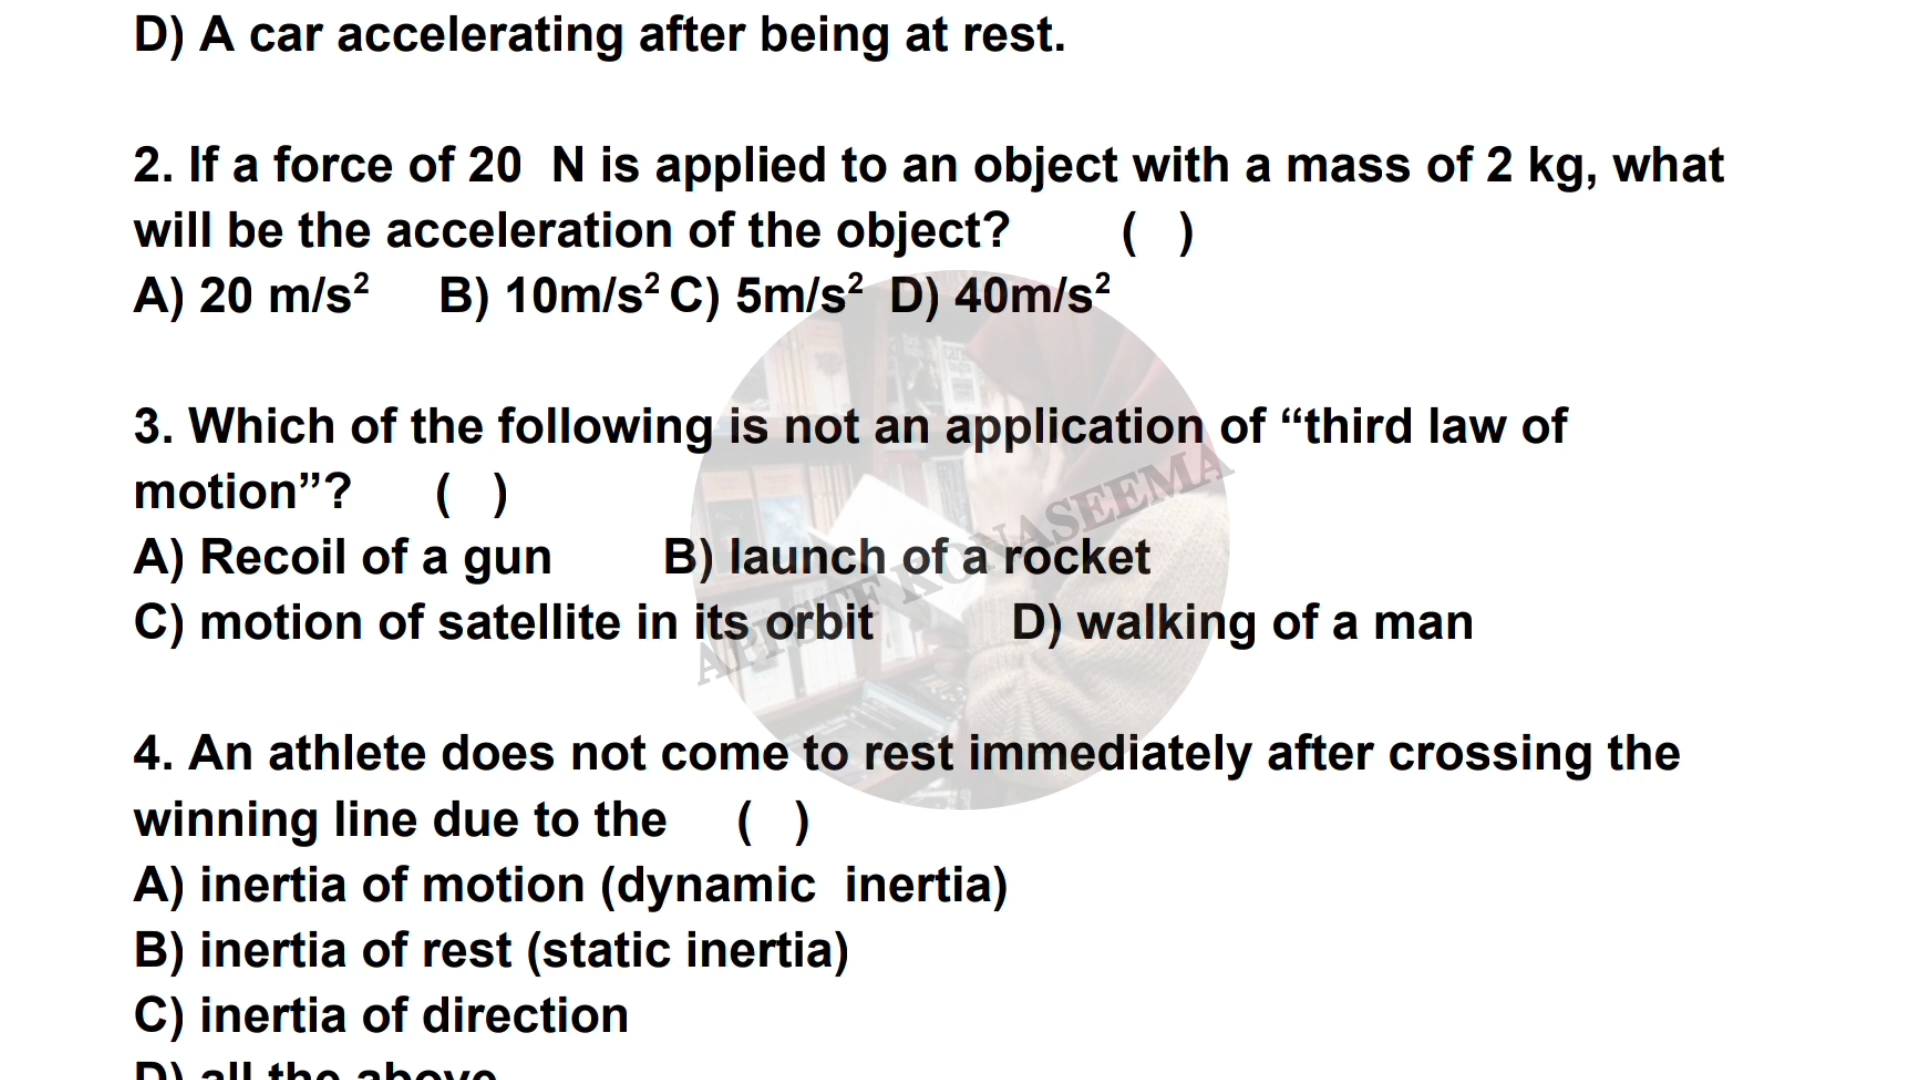 D) A car accelerating after being at rest.
2. If a force of 20  N is applied to an object with a mass of 2 kg, what
will be the acceleration of the object? ( )
A) 20 m/s² B) 10m/s² C) 5m/s² D) 40m/s²
3. Which of the following is not an application of “third law of
motion”? ( )
A) Recoil of a gun B) launch of a rocket
C) motion of satellite in its orbit D) walking of a man
APPSTF KONASEEMA
4. An athlete does not come to rest immediately after crossing the
winning line due to the ( )
A) inertia of motion (dynamic  inertia)
B) inertia of rest (static inertia)
C) inertia of direction
D) all the above